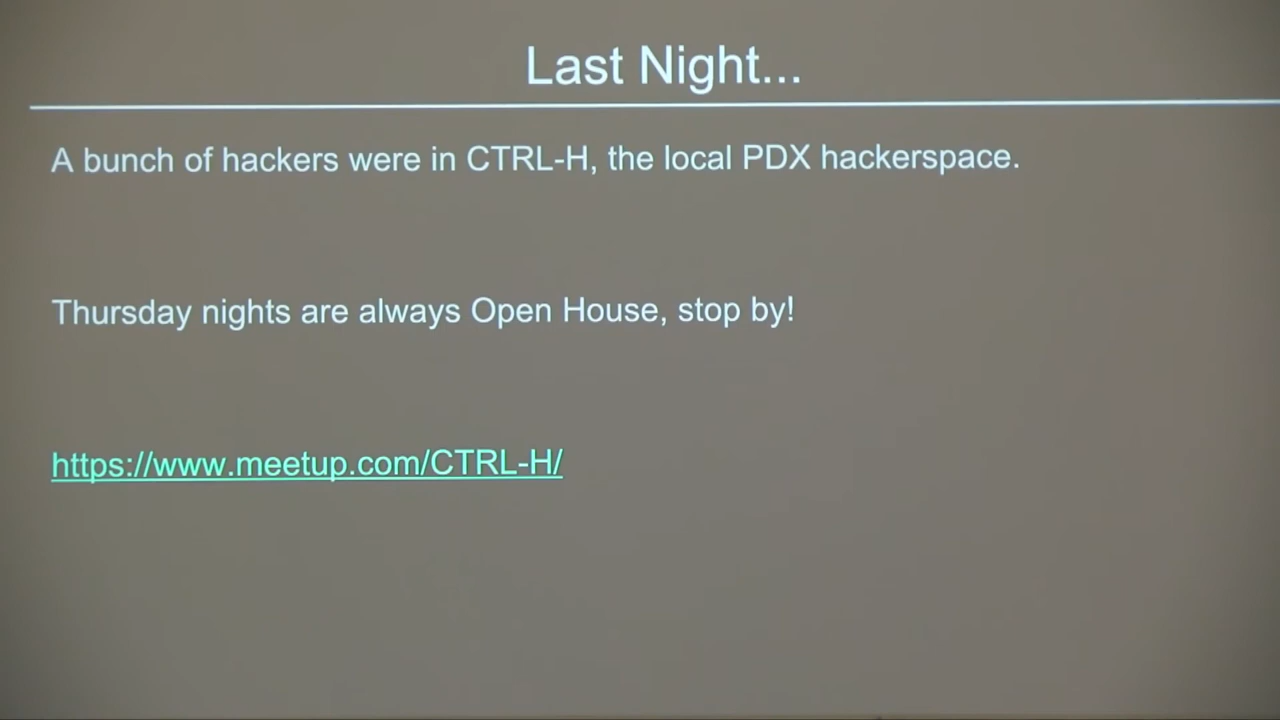 Last Night...
A bunch of hackers were in CTRL-H, the local PDX hackerspace.
Thursday nights are always Open House, stop by!
https://www.meetup.com/CTRL-H/